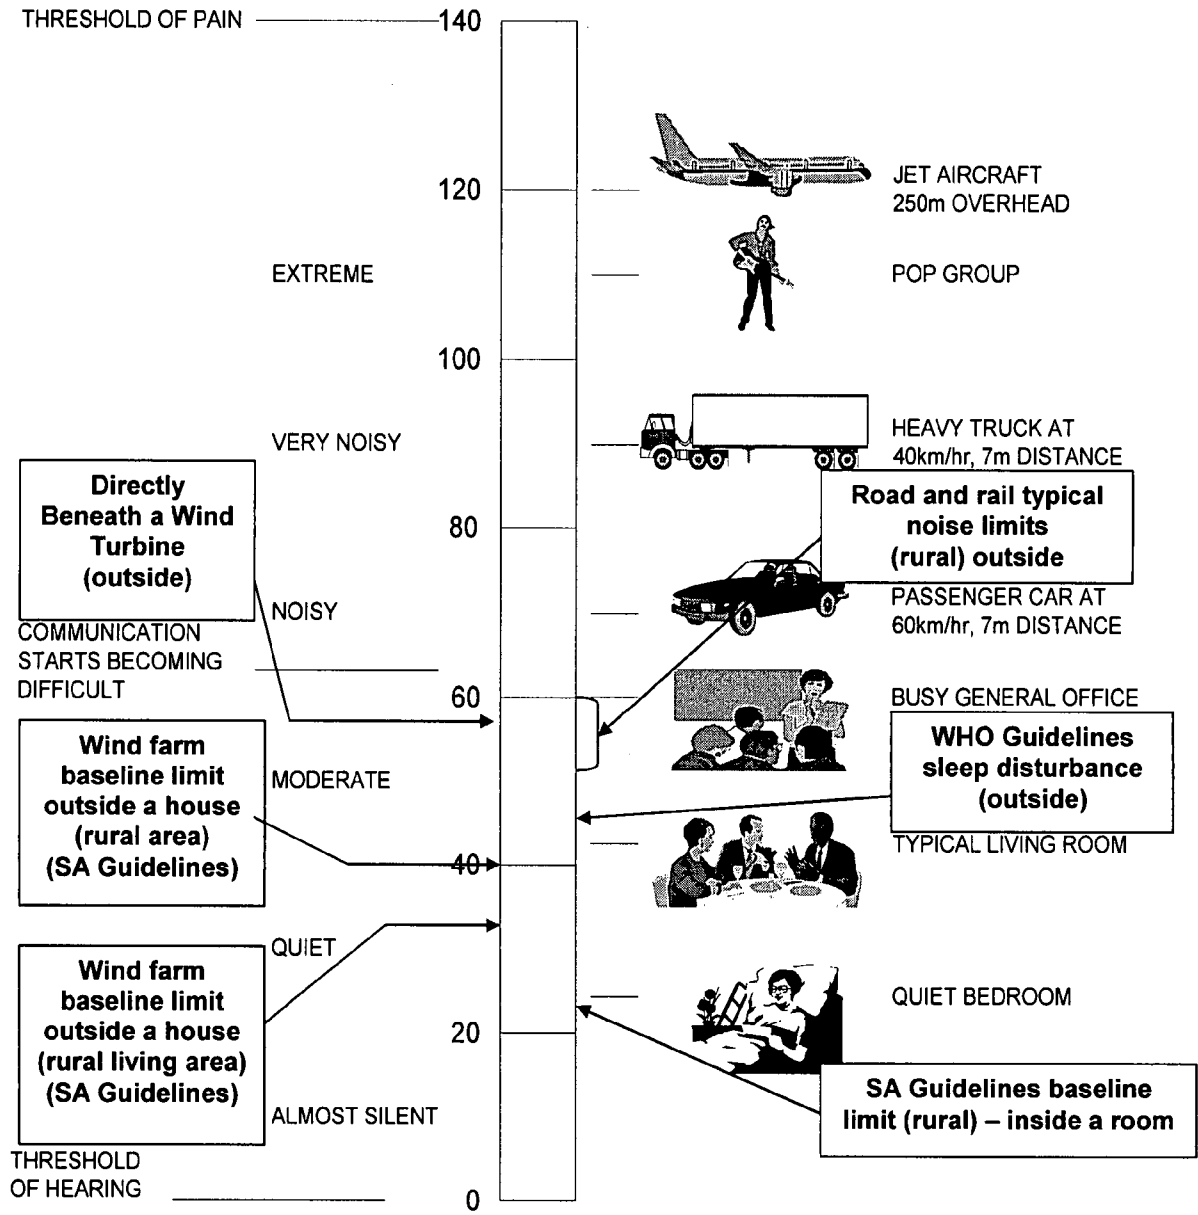 THRESHOLD OF PAIN
140
JET AIRCRAFT
250m OVERHEAD
120
EXTREME
POP GROUP
100
VERY NOISY
HEAVY TRUCK AT
40km/hr, 7m DISTANCE
Directly
Beneath a Wind
Turbine
(outside)
Road and rail typical
noise limits
(rural) outside
80
NOISY
PASSENGER CAR AT
60km/hr, 7m DISTANCE
COMMUNICATION
STARTS BECOMING
DIFFICULT
60
BUSY GENERAL OFFICE
Wind farm
baseline limit
outside a house
(rural area)
(SA Guidelines)
MODERATE
WHO Guidelines
sleep disturbance
(outside)
TYPICAL LIVING ROOM
40
QUIET
Wind farm
baseline limit
outside a house
(rural living area)
(SA Guidelines)
QUIET BEDROOM
20
SA Guidelines baseline
limit (rural) – inside a room
ALMOST SILENT
THRESHOLD
OF HEARING
0